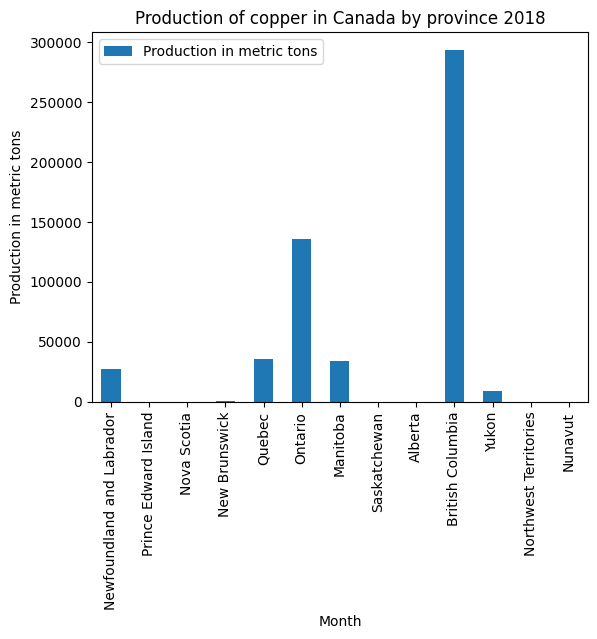 Production of copper in Canada by province 2018
Production in metric tons
300000
250000
200000
150000
100000
50000
0
Production in metric tons
Newfoundland and Labrador
Prince Edward Island
Nova Scotia
New Brunswick
Quebec
Ontario
Manitoba
Saskatchewan
Alberta
British Columbia
Yukon
Northwest Territories
Nunavut
Month